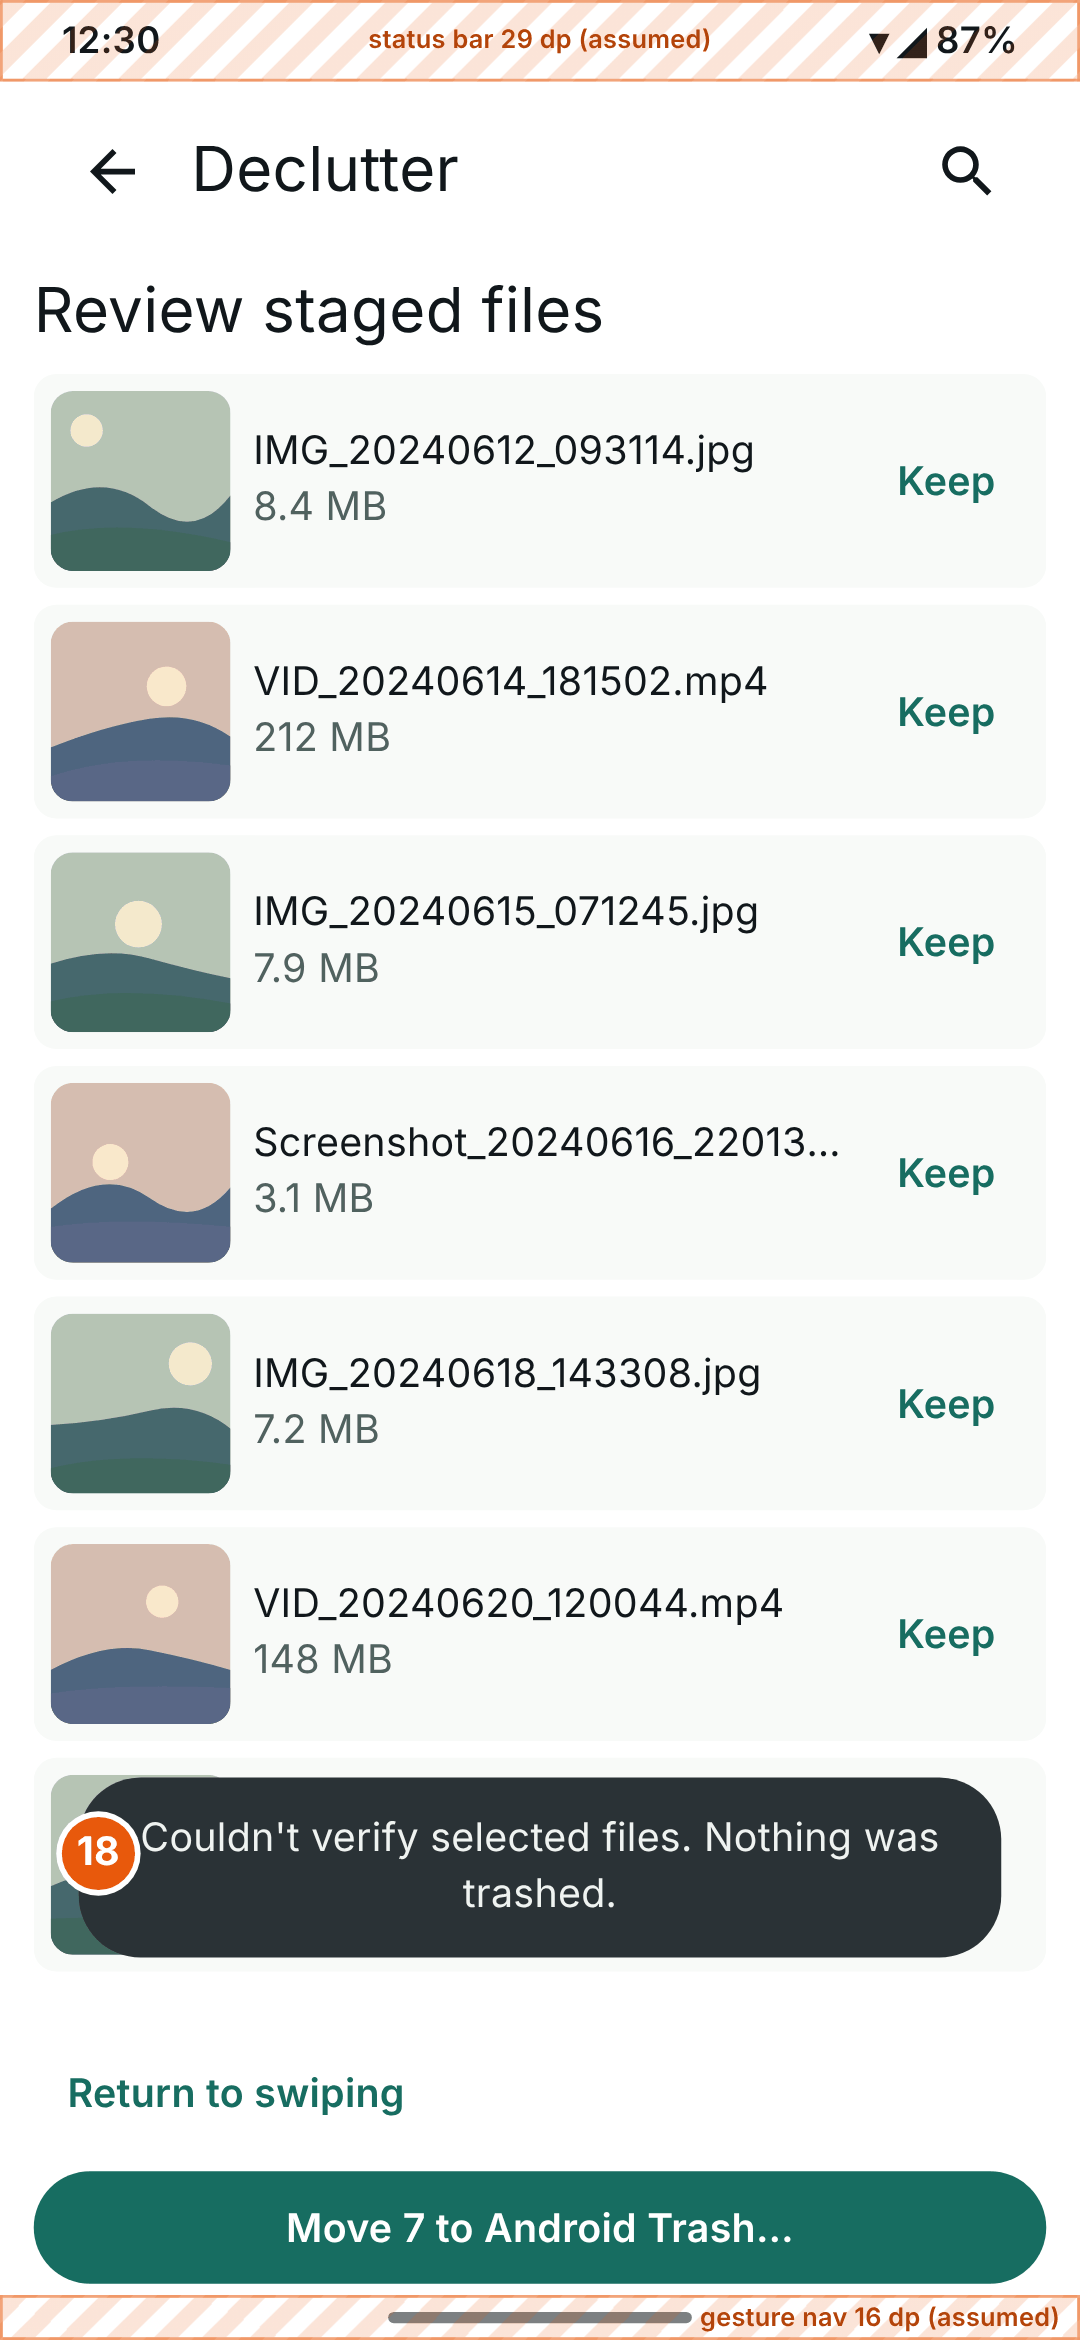 12:30
status bar 29 dp (assumed)
87%
Declutter
Review staged files
IMG_20240612_093114.jpg
8.4 MB
Keep
VID_20240614_181502.mp4
212 MB
Keep
IMG_20240615_071245.jpg
7.9 MB
Keep
Screenshot_20240616_22013...
3.1 MB
Keep
IMG_20240618_143308.jpg
7.2 MB
Keep
VID_20240620_120044.mp4
148 MB
Keep
18
Couldn't verify selected files. Nothing was
trashed.
Return to swiping
Move 7 to Android Trash...
gesture nav 16 dp (assumed)